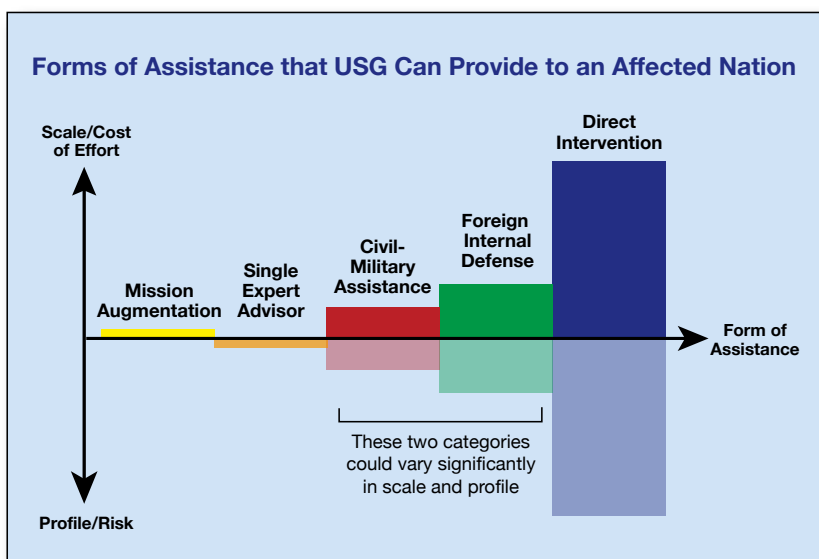 Forms of Assistance that USG Can Provide to an Affected Nation
Scale/Cost
of Effort
Mission
Augmentation
Single
Expert
Advisor
Civil-
Military
Assistance
Foreign
Internal
Defense
Direct
Intervention
Form of
Assistance
These two categories
could vary significantly
in scale and profile
Profile/Risk